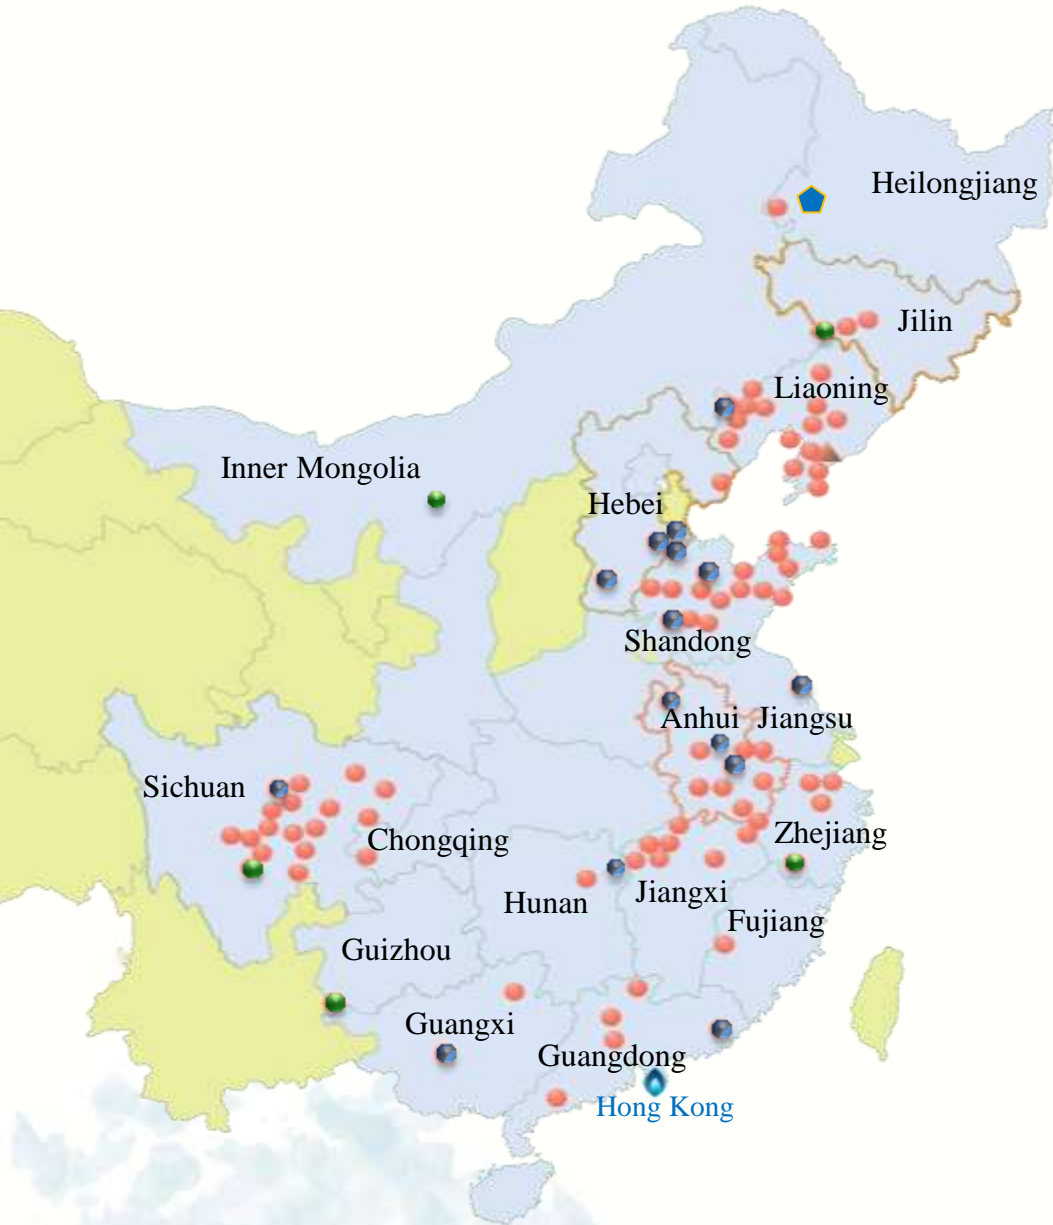 Heilongjiang
Jilin
Liaoning
Inner Mongolia
Hebei
Shandong
Anhui
Jiangsu
Sichuan
Chongqing
Zhejiang
Hunan
Jiangxi
Fujiang
Guizhou
Guangxi
Guangdong
Hong Kong